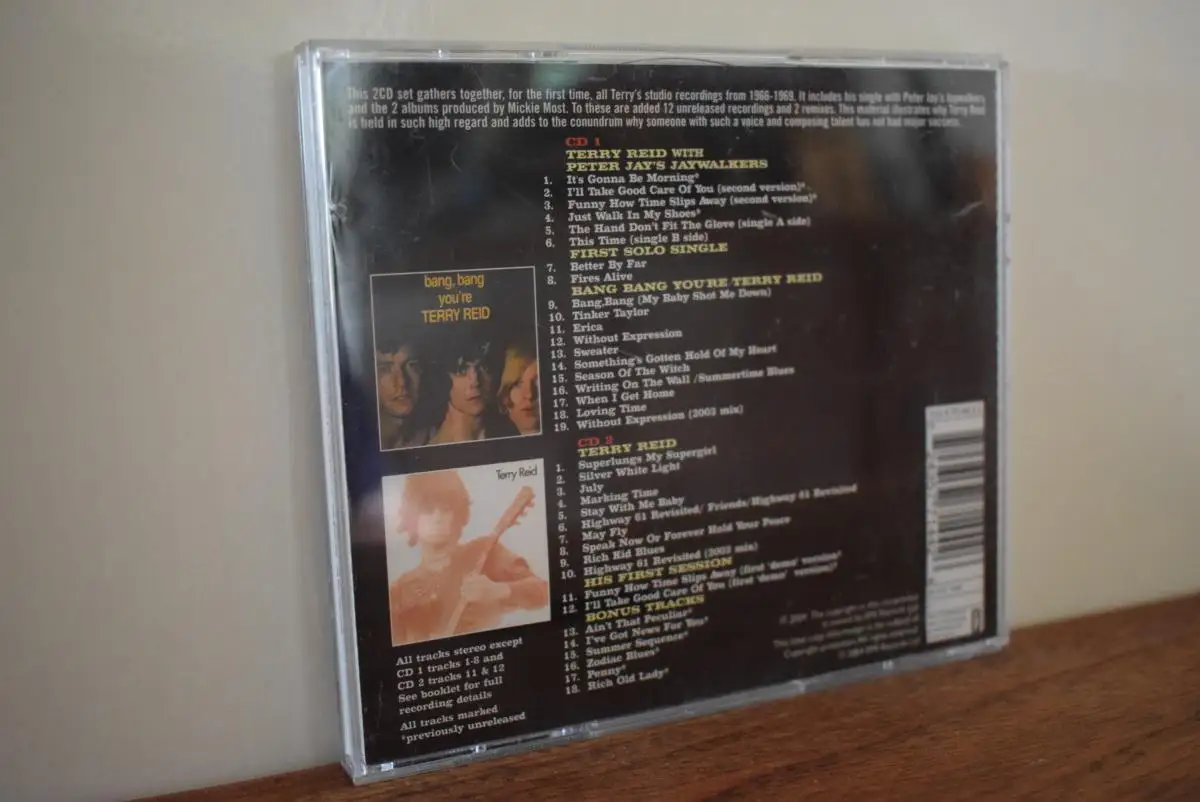 This 2CD set gathers together, for the first time, all Terry's studio recordings from 1966-1969. It includes his single with Peter Jay's Jaywalkers
and the 2 albums produced by Mickie Most. To these are added 12 unreleased recordings and 2 remixes. This material illustrates why Terry Reid
is held in such high regard and adds to the conundrum why someone with such a voice and composing talent has not had major success.
CD 1
TERRY REID WITH
PETER JAY'S JAYWALKERS
1. It's Gonna Be Morning*
2. I'll Take Good Care Of You (second version)*
3. Funny How Time Slips Away (second version)*
4. Just Walk In My Shoes*
5. The Hand Don't Fit The Glove (single A side)
6. This Time (single B side)
FIRST SOLO SINGLE
7. Better By Far
8. Fires Alive
BANG BANG YOU'RE TERRY REID
9. Bang,Bang (My Baby Shot Me Down)
10. Tinker Taylor
11. Erica
12. Without Expression
13. Sweater
14. Something's Gotten Hold Of My Heart
15. Season Of The Witch
16. Writing On The Wall /Summertime Blues
17. When I Get Home
18. Loving Time
19. Without Expression (2003 mix)
CD 2
TERRY REID
1. Superlungs My Supergirl
2. Silver White Light
3. July
4. Marking Time
5. Stay With Me Baby
6. Highway 61 Revisited/ Friends/Highway 61 Revisited
7. May Fly
8. Speak Now Or Forever Hold Your Peace
9. Rich Kid Blues
10. Highway 61 Revisited (2003 mix)
HIS FIRST SESSION
11. Funny How Time Slips Away (first 'demo' version)*
12. I'll Take Good Care Of You (first 'demo' version)*
BONUS TRACKS
13. Ain't That Peculiar*
14. I've Got News For You*
15. Summer Sequence*
16. Zodiac Blues*
17. Penny*
18. Rich Old Lady*
bang, bang
you're
TERRY REID
Terry Reid
All tracks stereo except
CD 1 tracks 1-8 and
CD 2 tracks 11 & 12
See booklet for full
recording details
All tracks marked
*previously unreleased